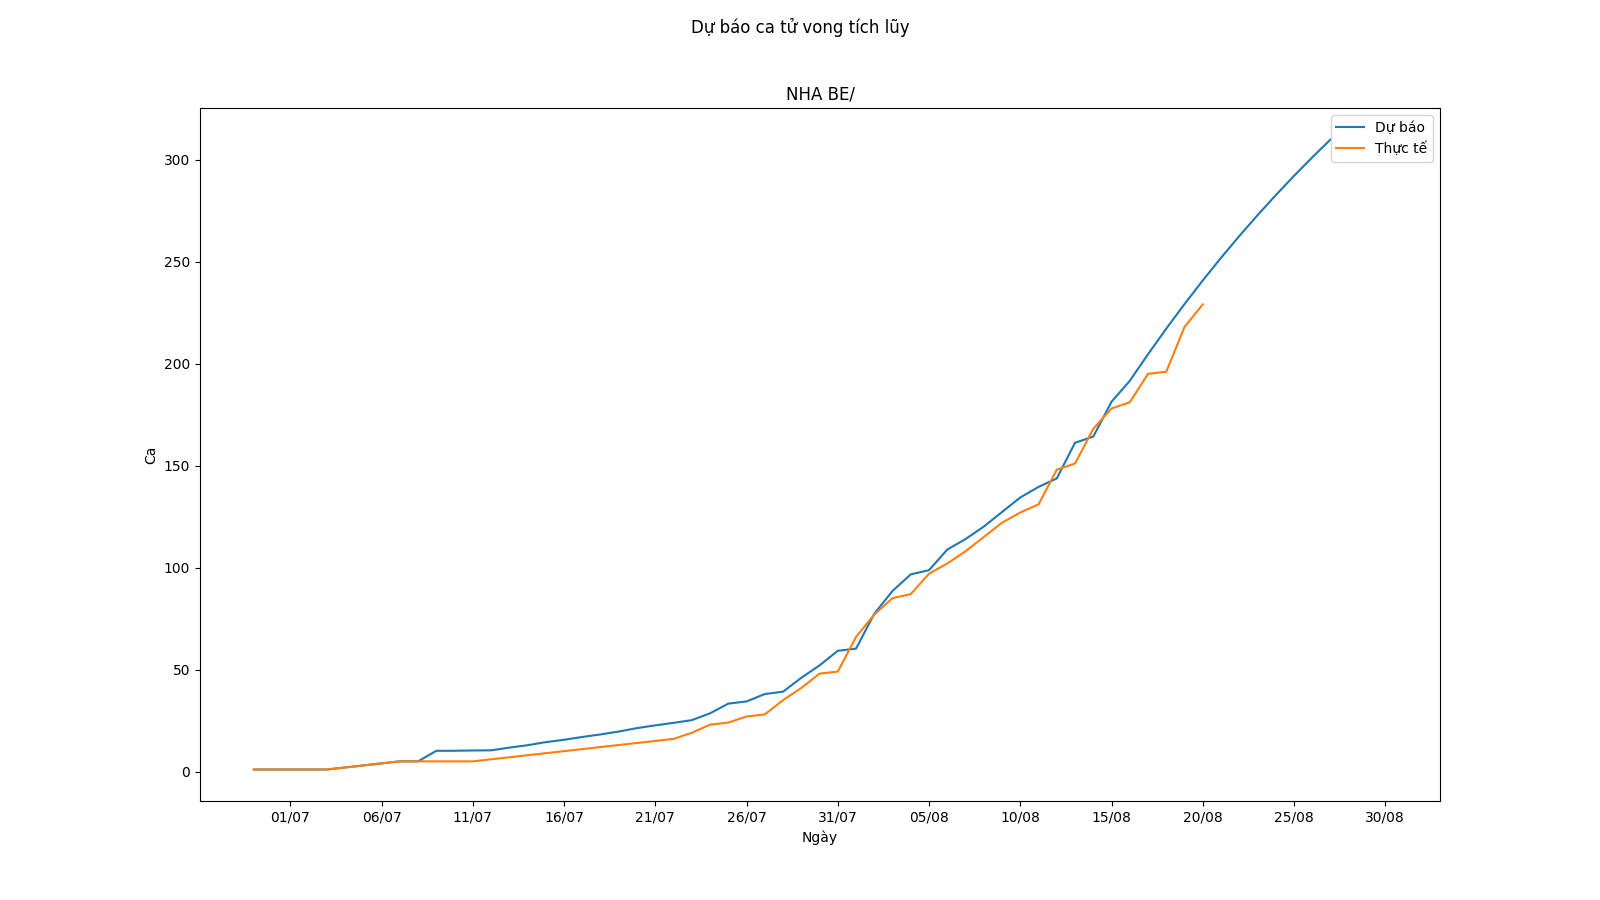 Dự báo ca tử vong tích lũy
NHA BE/
Dự báo
Thực tế
300
250
200
150
100
50
0
Ca
01/07 06/07 11/07 16/07 21/07 26/07 31/07 05/08 10/08 15/08 20/08 25/08 30/08
Ngày